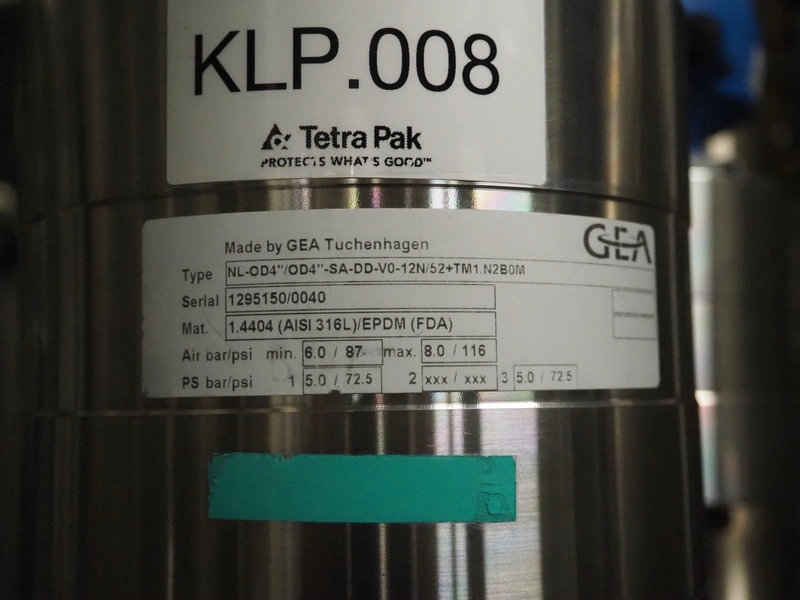 KLP.008
Tetra Pak
PROTECTS WHAT'S GOOD™
Made by GEA Tuchenhagen
GEA
Type NL-OD4"/OD4"-SA-DD-V0-12N/52+TM1.N2B0M
Serial 1295150/0040
Mat. 1.4404 (AISI 316L)/EPDM (FDA)
Air bar/psi min. 6.0 / 87 max. 8.0 / 116
PS bar/psi 1 5.0 / 72.5 2 xxx / xxx 3 5.0 / 72.5